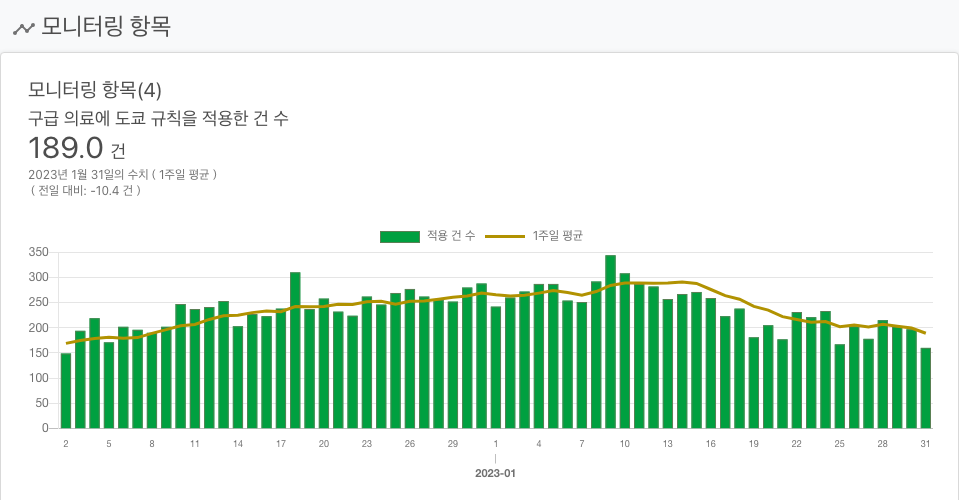 모니터링 항목
모니터링 항목(4)
구급 의료에 도쿄 규칙을 적용한 건 수
189.0 건
2023년 1월 31일의 수치 ( 1주일 평균 )
( 전일 대비: -10.4 건 )
적용 건 수 1주일 평균
350
300
250
200
150
100
50
0
2 5 8 11 14 17 20 23 26 29 1 4 7 10 13 16 19 22 25 28 31
2023-01